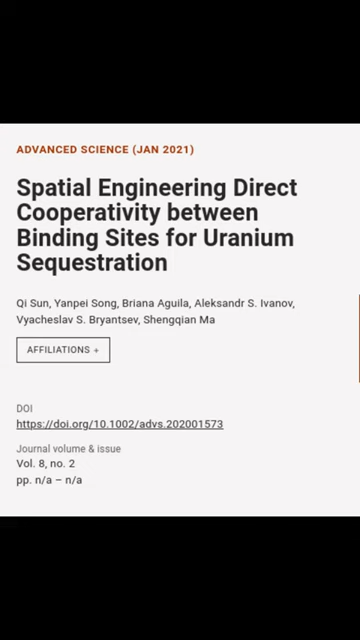 ADVANCED SCIENCE (JAN 2021)
Spatial Engineering Direct
Cooperativity between
Binding Sites for Uranium
Sequestration
Qi Sun, Yanpei Song, Briana Aguila, Aleksandr S. Ivanov,
Vyacheslav S. Bryantsev, Shengqian Ma
AFFILIATIONS +
DOI
https://doi.org/10.1002/advs.202001573
Journal volume & issue
Vol. 8, no. 2
pp. n/a – n/a